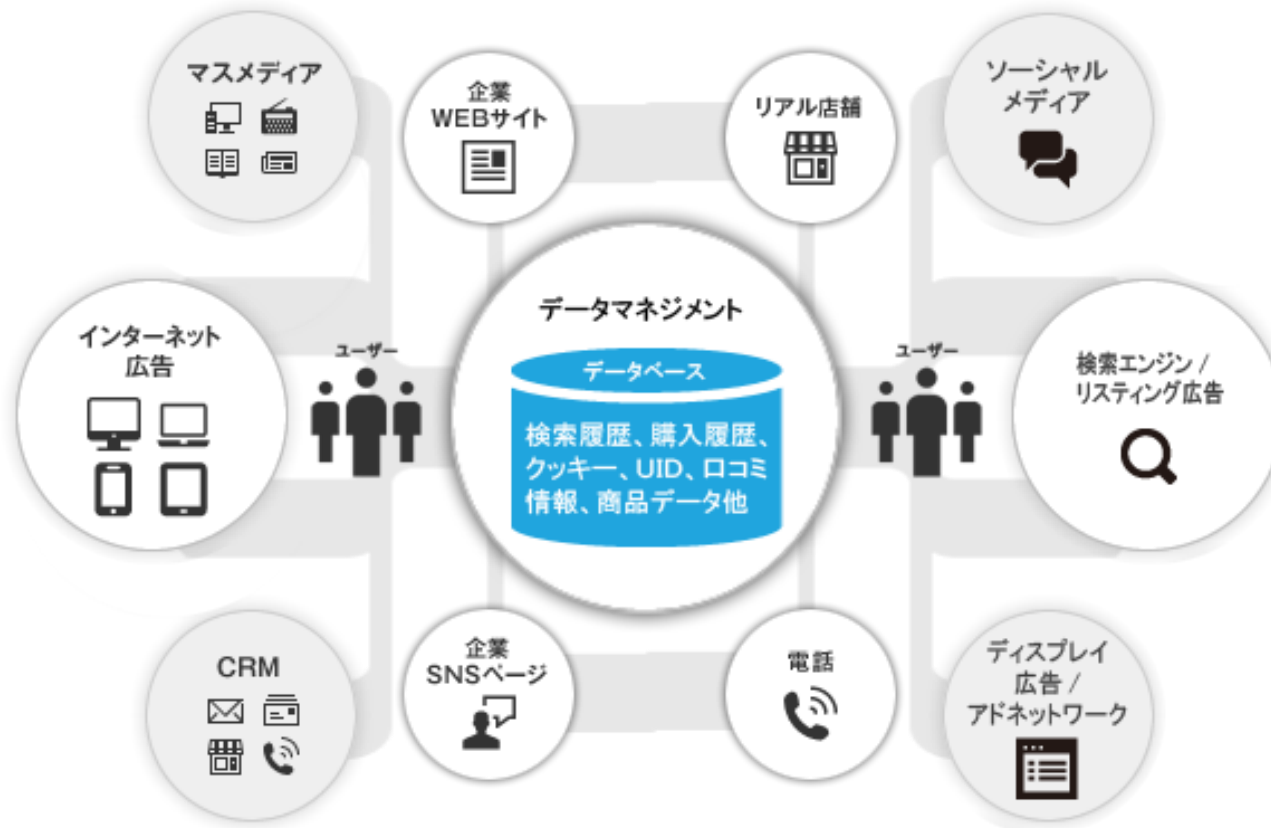 マスメディア
企業
WEBサイト
リアル店舗
ソーシャル
メディア
データマネジメント
インターネット
広告
ユーザー
データベース
検索履歴、購入履歴、
クッキー、UID、口コミ
情報、商品データ他
ユーザー
検索エンジン /
リスティング広告
CRM
企業
SNSページ
電話
ディスプレイ
広告 /
アドネットワーク